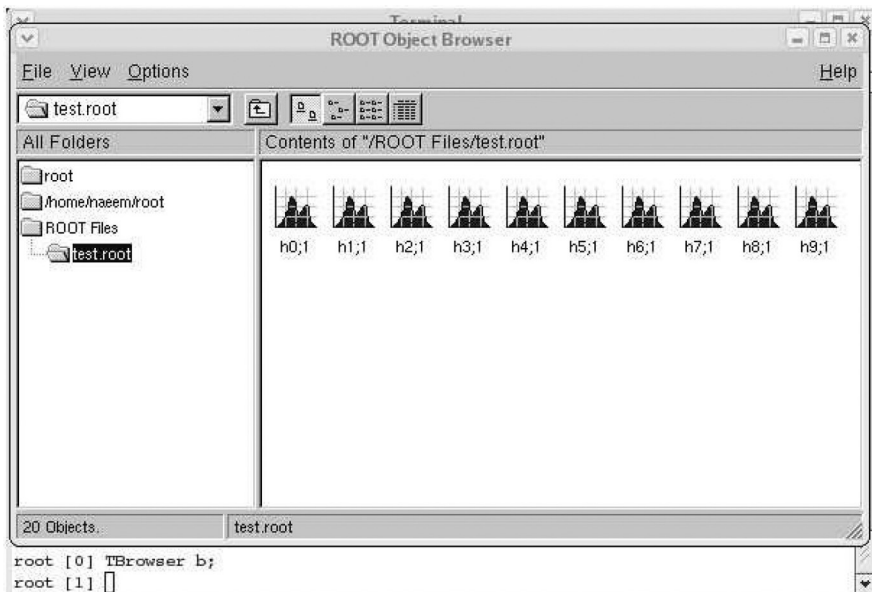 Terminal
ROOT Object Browser
File View Options Help
test.root
All Folders
Contents of "/ROOT Files/test.root"
root
/home/naeem/root
ROOT Files
test.root
h0;1 h1;1 h2;1 h3;1 h4;1 h5;1 h6;1 h7;1 h8;1 h9;1
20 Objects. test.root
root [0] TBrowser b;
root [1]